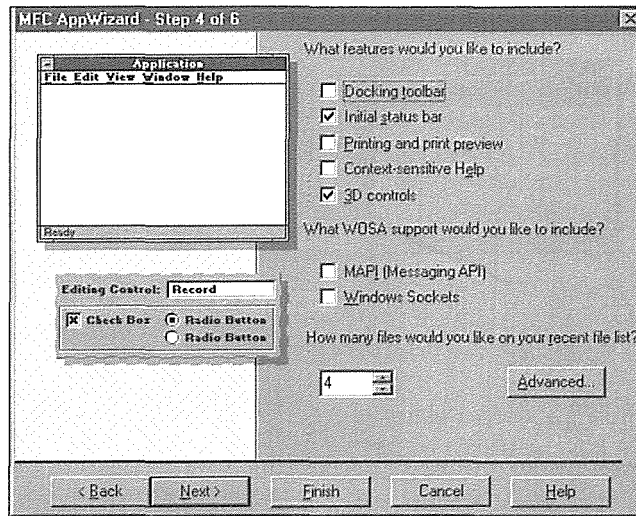 MFC AppWizard - Step 4 of 6
Application
File Edit View Window Help
Ready
Editing Control: Record
Check Box
Radio Button
Radio Button
What features would you like to include?
Docking toolbar
Initial status bar
Printing and print preview
Context-sensitive Help
3D controls
What WOSA support would you like to include?
MAPI (Messaging API)
Windows Sockets
How many files would you like on your recent file list?
4
Advanced...
< Back
Next >
Finish
Cancel
Help